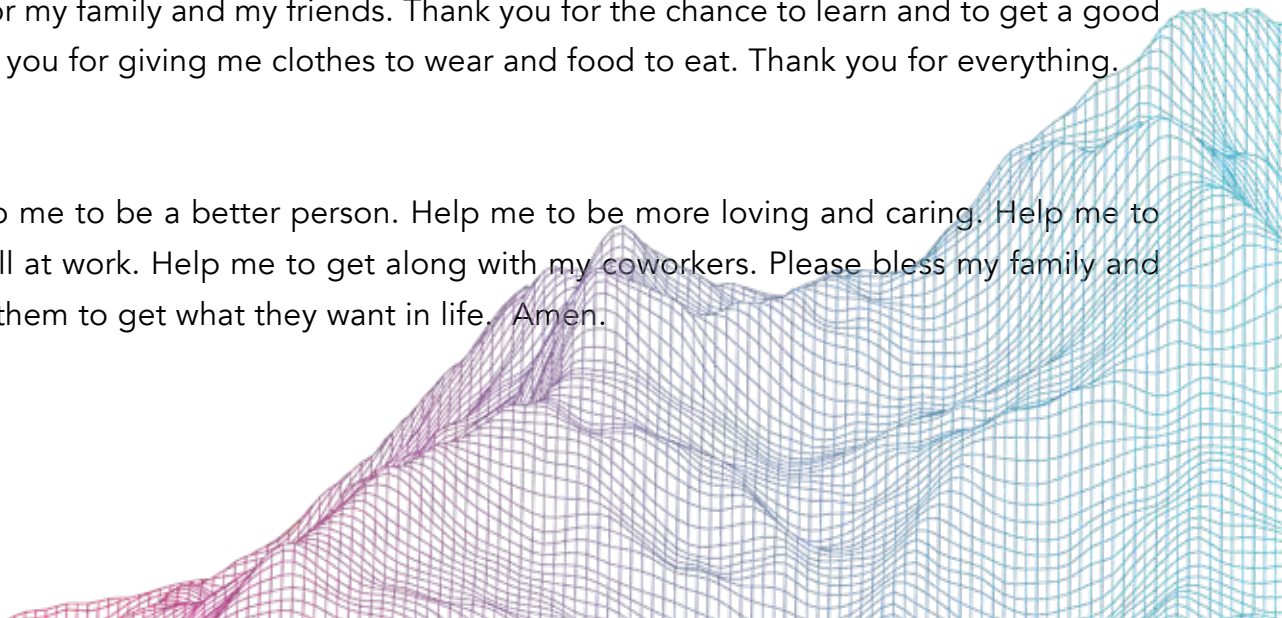 r my family and my friends. Thank you for the chance to learn and to get a good
you for giving me clothes to wear and food to eat. Thank you for everything.
me to be a better person. Help me to be more loving and caring. Help me to
ll at work. Help me to get along with my coworkers. Please bless my family and
them to get what they want in life. Amen.